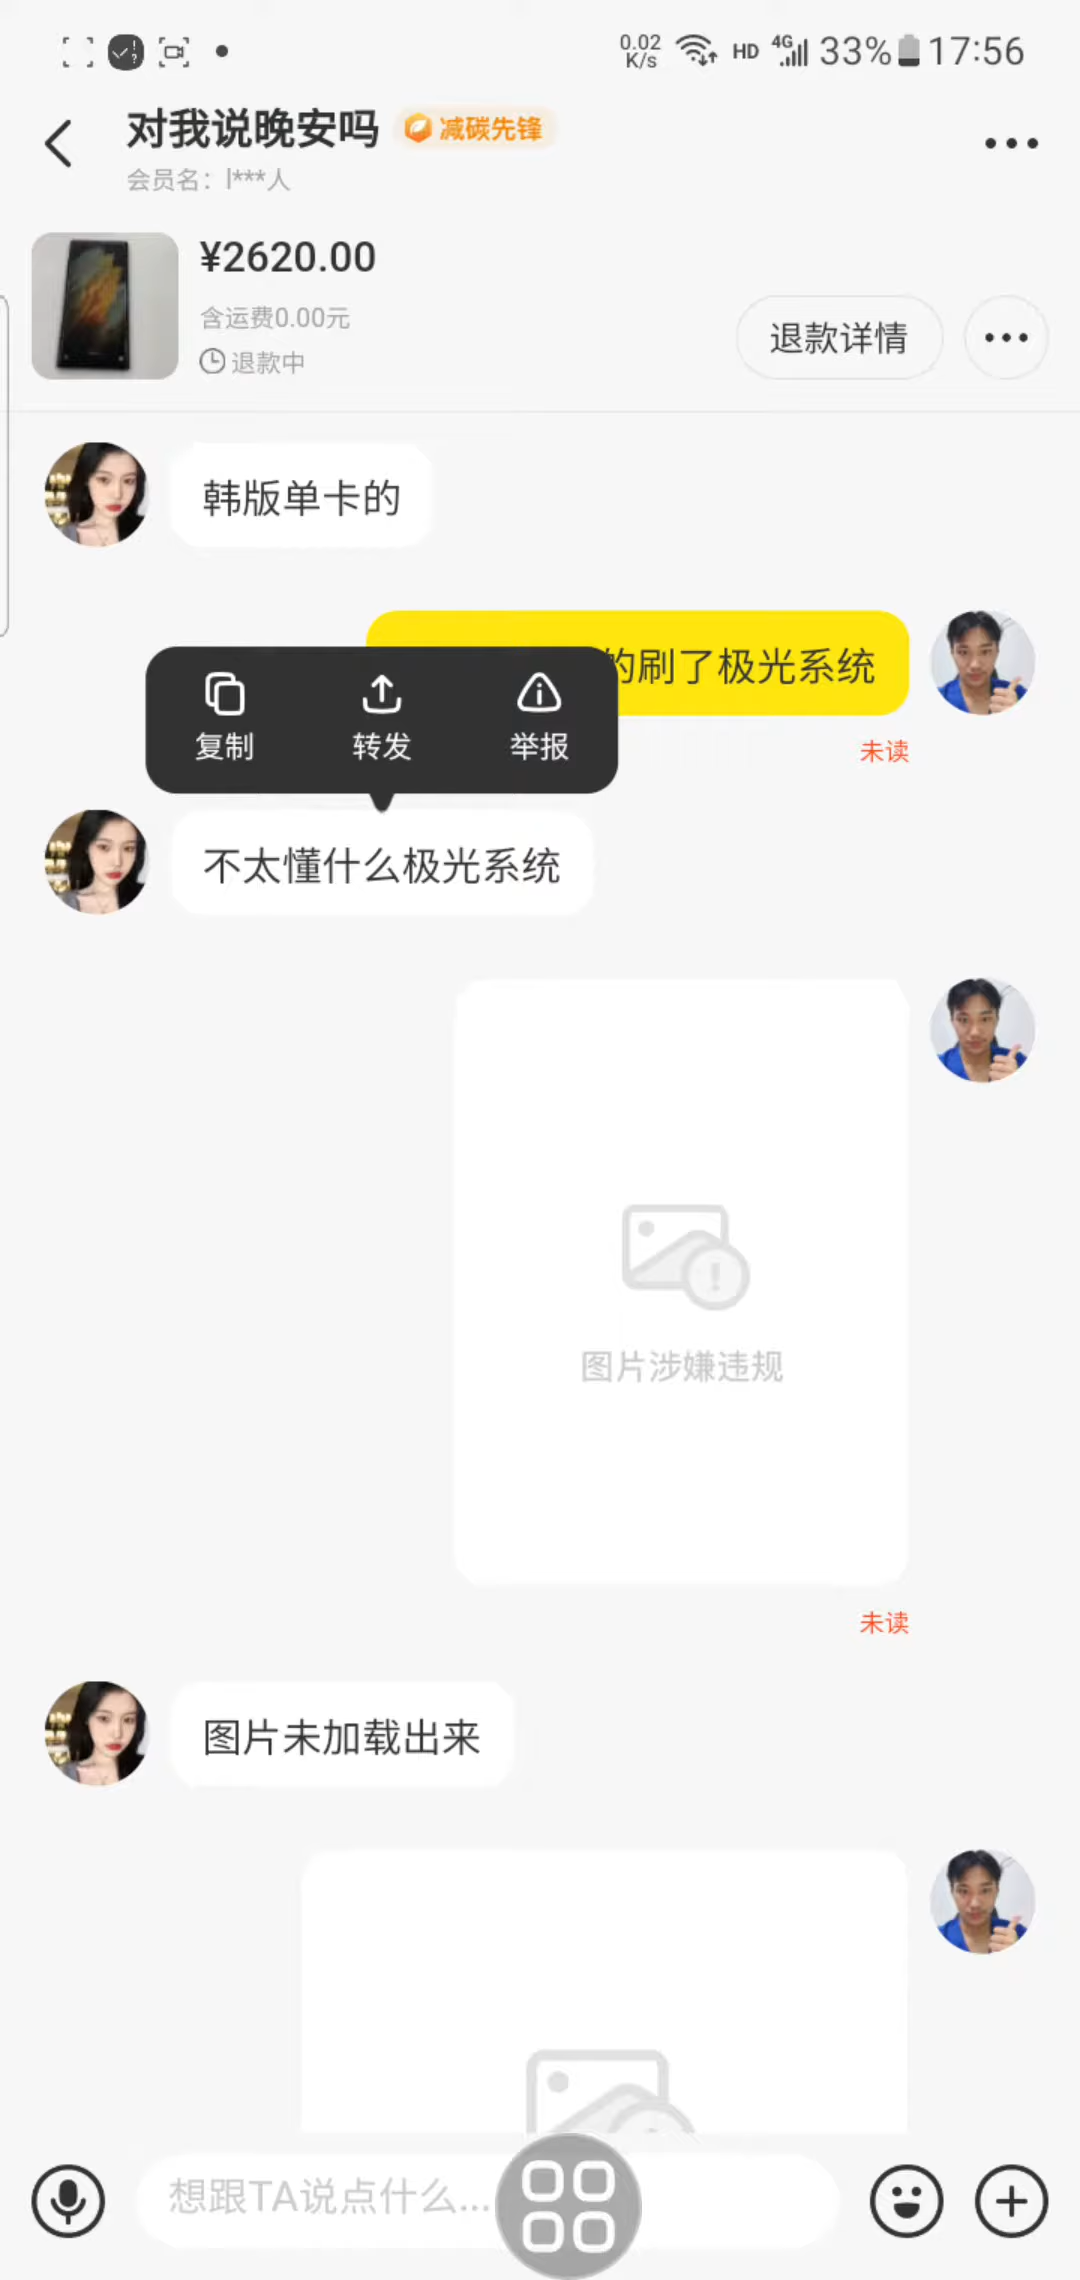 0.02
K/s
HD
4G
33%
17:56
对我说晚安吗
减碳先锋
会员名：l***人
¥2620.00
含运费0.00元
退款中
退款详情
韩版单卡的
的刷了极光系统
复制
转发
举报
未读
不太懂什么极光系统
图片涉嫌违规
未读
图片未加载出来
想跟TA说点什么...